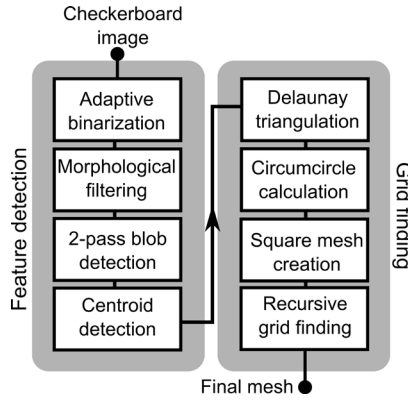 Checkerboard
image
Feature detection
Adaptive
binarization
Morphological
filtering
2-pass blob
detection
Centroid
detection
Grid finding
Delaunay
triangulation
Circumcircle
calculation
Square mesh
creation
Recursive
grid finding
Final mesh